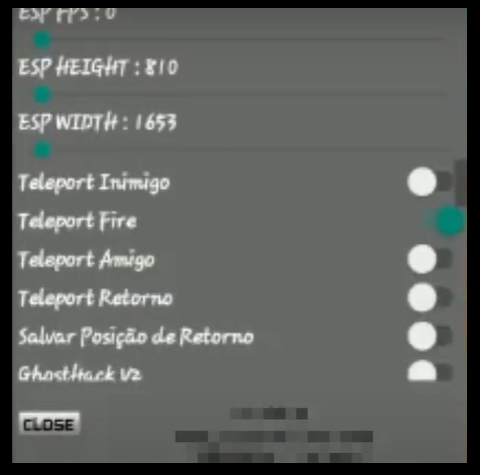 ESP FPS : 0
ESP HEIGHT : 810
ESP WIDTH : 1653
Teleport Inimigo
Teleport Fire
Teleport Amigo
Teleport Retorno
Salvar Posição de Retorno
GhostHack V2
CLOSE